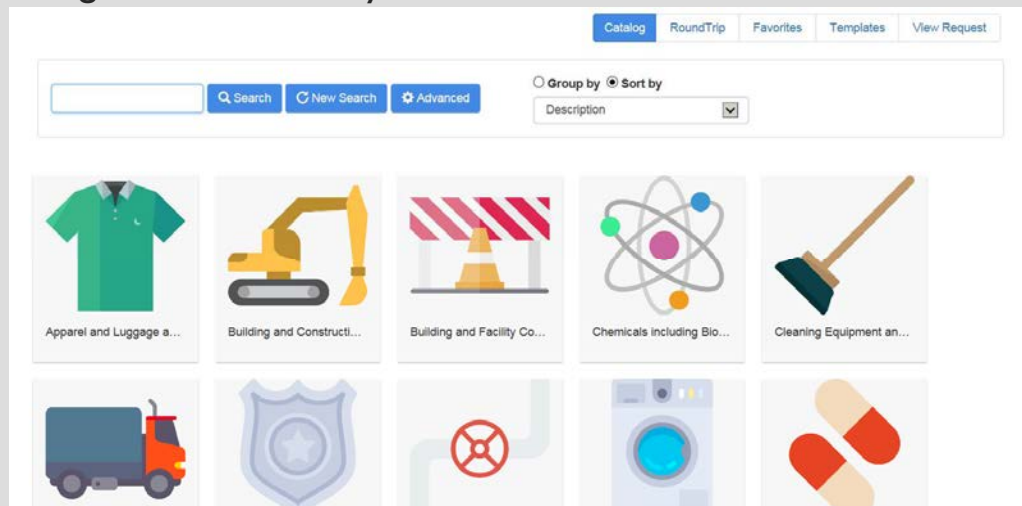 Catalog RoundTrip Favorites Templates View Request
Group by Sort by
Search New Search Advanced
Description
Apparel and Luggage a... Building and Constructi... Building and Facility Co... Chemicals including Bio... Cleaning Equipment an...